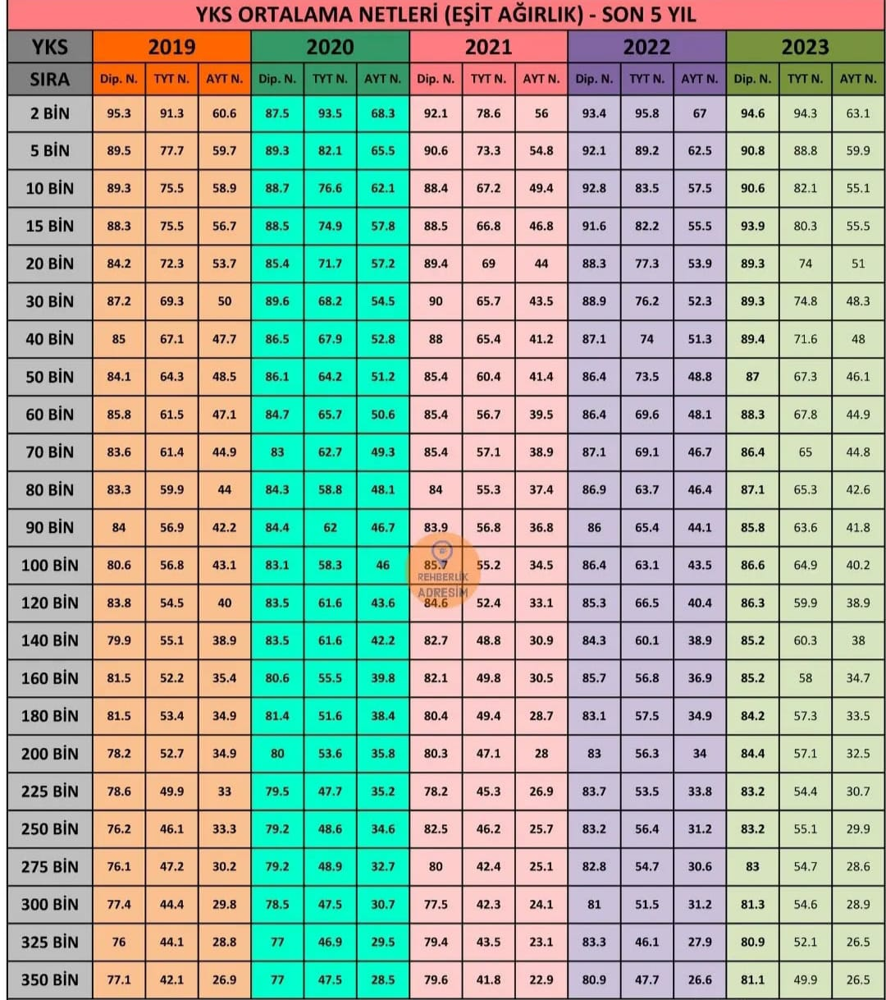 YKS ORTALAMA NETLERİ (EŞİT AĞIRLIK) - SON 5 YIL
YKS 2019 2020 2021 2022 2023
SIRA Dip. N. TYT N. AYT N. Dip. N. TYT N. AYT N. Dip. N. TYT N. AYT N. Dip. N. TYT N. AYT N. Dip. N. TYT N. AYT N.
2 BİN 95.3 91.3 60.6 87.5 93.5 68.3 92.1 78.6 56 93.4 95.8 67 94.6 94.3 63.1
5 BİN 89.5 77.7 59.7 89.3 82.1 65.5 90.6 73.3 54.8 92.1 89.2 62.5 90.8 88.8 59.9
10 BİN 89.3 75.5 58.9 88.7 76.6 62.1 88.4 67.2 49.4 92.8 83.5 57.5 90.6 82.1 55.1
15 BİN 88.3 75.5 56.7 88.5 74.9 57.8 88.5 66.8 46.8 91.6 82.2 55.5 93.9 80.3 55.5
20 BİN 84.2 72.3 53.7 85.4 71.7 57.2 89.4 69 44 88.3 77.3 53.9 89.3 74 51
30 BİN 87.2 69.3 50 89.6 68.2 54.5 90 65.7 43.5 88.9 76.2 52.3 89.3 74.8 48.3
40 BİN 85 67.1 47.7 86.5 67.9 52.8 88 65.4 41.2 87.1 74 51.3 89.4 71.6 48
50 BİN 84.1 64.3 48.5 86.1 64.2 51.2 85.4 60.4 41.4 86.4 73.5 48.8 87 67.3 46.1
60 BİN 85.8 61.5 47.1 84.7 65.7 50.6 85.4 56.7 39.5 86.4 69.6 48.1 88.3 67.8 44.9
70 BİN 83.6 61.4 44.9 83 62.7 49.3 85.4 57.1 38.9 87.1 69.1 46.7 86.4 65 44.8
80 BİN 83.3 59.9 44 84.3 58.8 48.1 84 55.3 37.4 86.9 63.7 46.4 87.1 65.3 42.6
90 BİN 84 56.9 42.2 84.4 62 46.7 83.9 56.8 36.8 86 65.4 44.1 85.8 63.6 41.8
100 BİN 80.6 56.8 43.1 83.1 58.3 46 85.7 55.2 34.5 86.4 63.1 43.5 86.6 64.9 40.2
REHBERLİK
ADRESİM
120 BİN 83.8 54.5 40 83.5 61.6 43.6 84.6 52.4 33.1 85.3 66.5 40.4 86.3 59.9 38.9
140 BİN 79.9 55.1 38.9 83.5 61.6 42.2 82.7 48.8 30.9 84.3 60.1 38.9 85.2 60.3 38
160 BİN 81.5 52.2 35.4 80.6 55.5 39.8 82.1 49.8 30.5 85.7 56.8 36.9 85.2 58 34.7
180 BİN 81.5 53.4 34.9 81.4 51.6 38.4 80.4 49.4 28.7 83.1 57.5 34.9 84.2 57.3 33.5
200 BİN 78.2 52.7 34.9 80 53.6 35.8 80.3 47.1 28 83 56.3 34 84.4 57.1 32.5
225 BİN 78.6 49.9 33 79.5 47.7 35.2 78.2 45.3 26.9 83.7 53.5 33.8 83.2 54.4 30.7
250 BİN 76.2 46.1 33.3 79.2 48.6 34.6 82.5 46.2 25.7 83.2 56.4 31.2 83.2 55.1 29.9
275 BİN 76.1 47.2 30.2 79.2 48.9 32.7 80 42.4 25.1 82.8 54.7 30.6 83 54.7 28.6
300 BİN 77.4 44.4 29.8 78.5 47.5 30.7 77.5 42.3 24.1 81 51.5 31.2 81.3 54.6 28.9
325 BİN 76 44.1 28.8 77 46.9 29.5 79.4 43.5 23.1 83.3 46.1 27.9 80.9 52.1 26.5
350 BİN 77.1 42.1 26.9 77 47.5 28.5 79.6 41.8 22.9 80.9 47.7 26.6 81.1 49.9 26.5